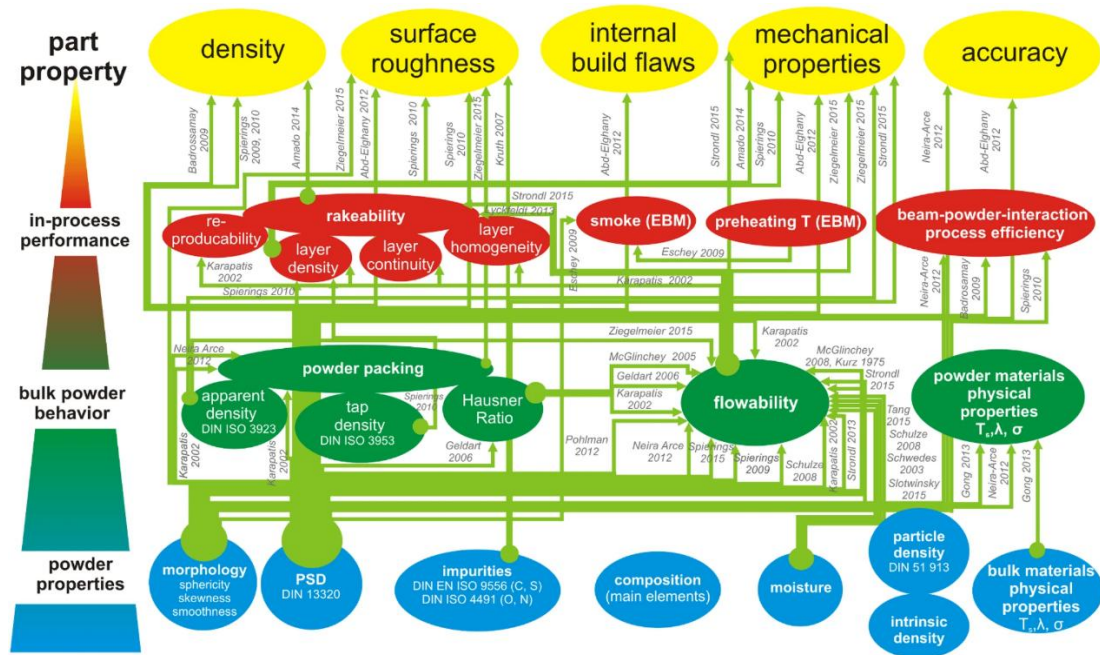 part
property
density
surface
roughness
internal
build flaws
mechanical
properties
accuracy
Badrosamay
2009
Spierings
2009, 2010
Amado 2014
Ziegelmeier 2015
Abd-Elghany 2012
Spierings 2010
Spierings
2010
Ziegelmeier 2015
Kruth 2007
Abd-Elghany
2012
Strondl 2015
Amado 2014
Spierings
2010
Abd-Elghany
2012
Ziegelmeier 2015
Ziegelmeier 2015
Strondl 2015
Neira-Arce
2012
Abd-Elghany
2012
in-process
performance
re-
producability
rakeability
layer
density
layer
continuity
layer
homogeneity
Strondl 2015
Lyckfeldt 2013
smoke (EBM)
preheating T (EBM)
beam-powder-interaction
process efficiency
Eschey 2009
Eschey 2009
Karapatis
2002
Spierings 2010
Karapatis 2002
Neira-Arce
2012
Badrosamay
2009
Spierings
2010
bulk powder
behavior
Neira Arce
2012
powder packing
apparent
density
DIN ISO 3923
tap
density
DIN ISO 3953
Spierings
2010
Hausner
Ratio
Ziegelmeier 2015
Karapatis
2002
McGlinchey 2005
Geldart 2006
Karapatis
2002
flowability
McGlinchey
2008, Kurz 1975
Strondl
2015
powder materials
physical
properties
Tₛ, λ, σ
Karapatis
2002
Karapatis
2002
Geldart
2006
Pohlman
2012
Neira Arce
2012
Spierings
2015
Spierings
2009
Schulze
2008
Karapatis 2002
Strondl 2013
Tang
2015
Schulze
2008
Schwedes
2003
Slotwinsky
2015
Gong 2013
Neira-Arce
2012
Gong 2013
powder
properties
morphology
sphericity
skewness
smoothness
PSD
DIN 13320
impurities
DIN EN ISO 9556 (C, S)
DIN ISO 4491 (O, N)
composition
(main elements)
moisture
particle
density
DIN 51 913
intrinsic
density
bulk materials
physical
properties
Tₛ, λ, σ